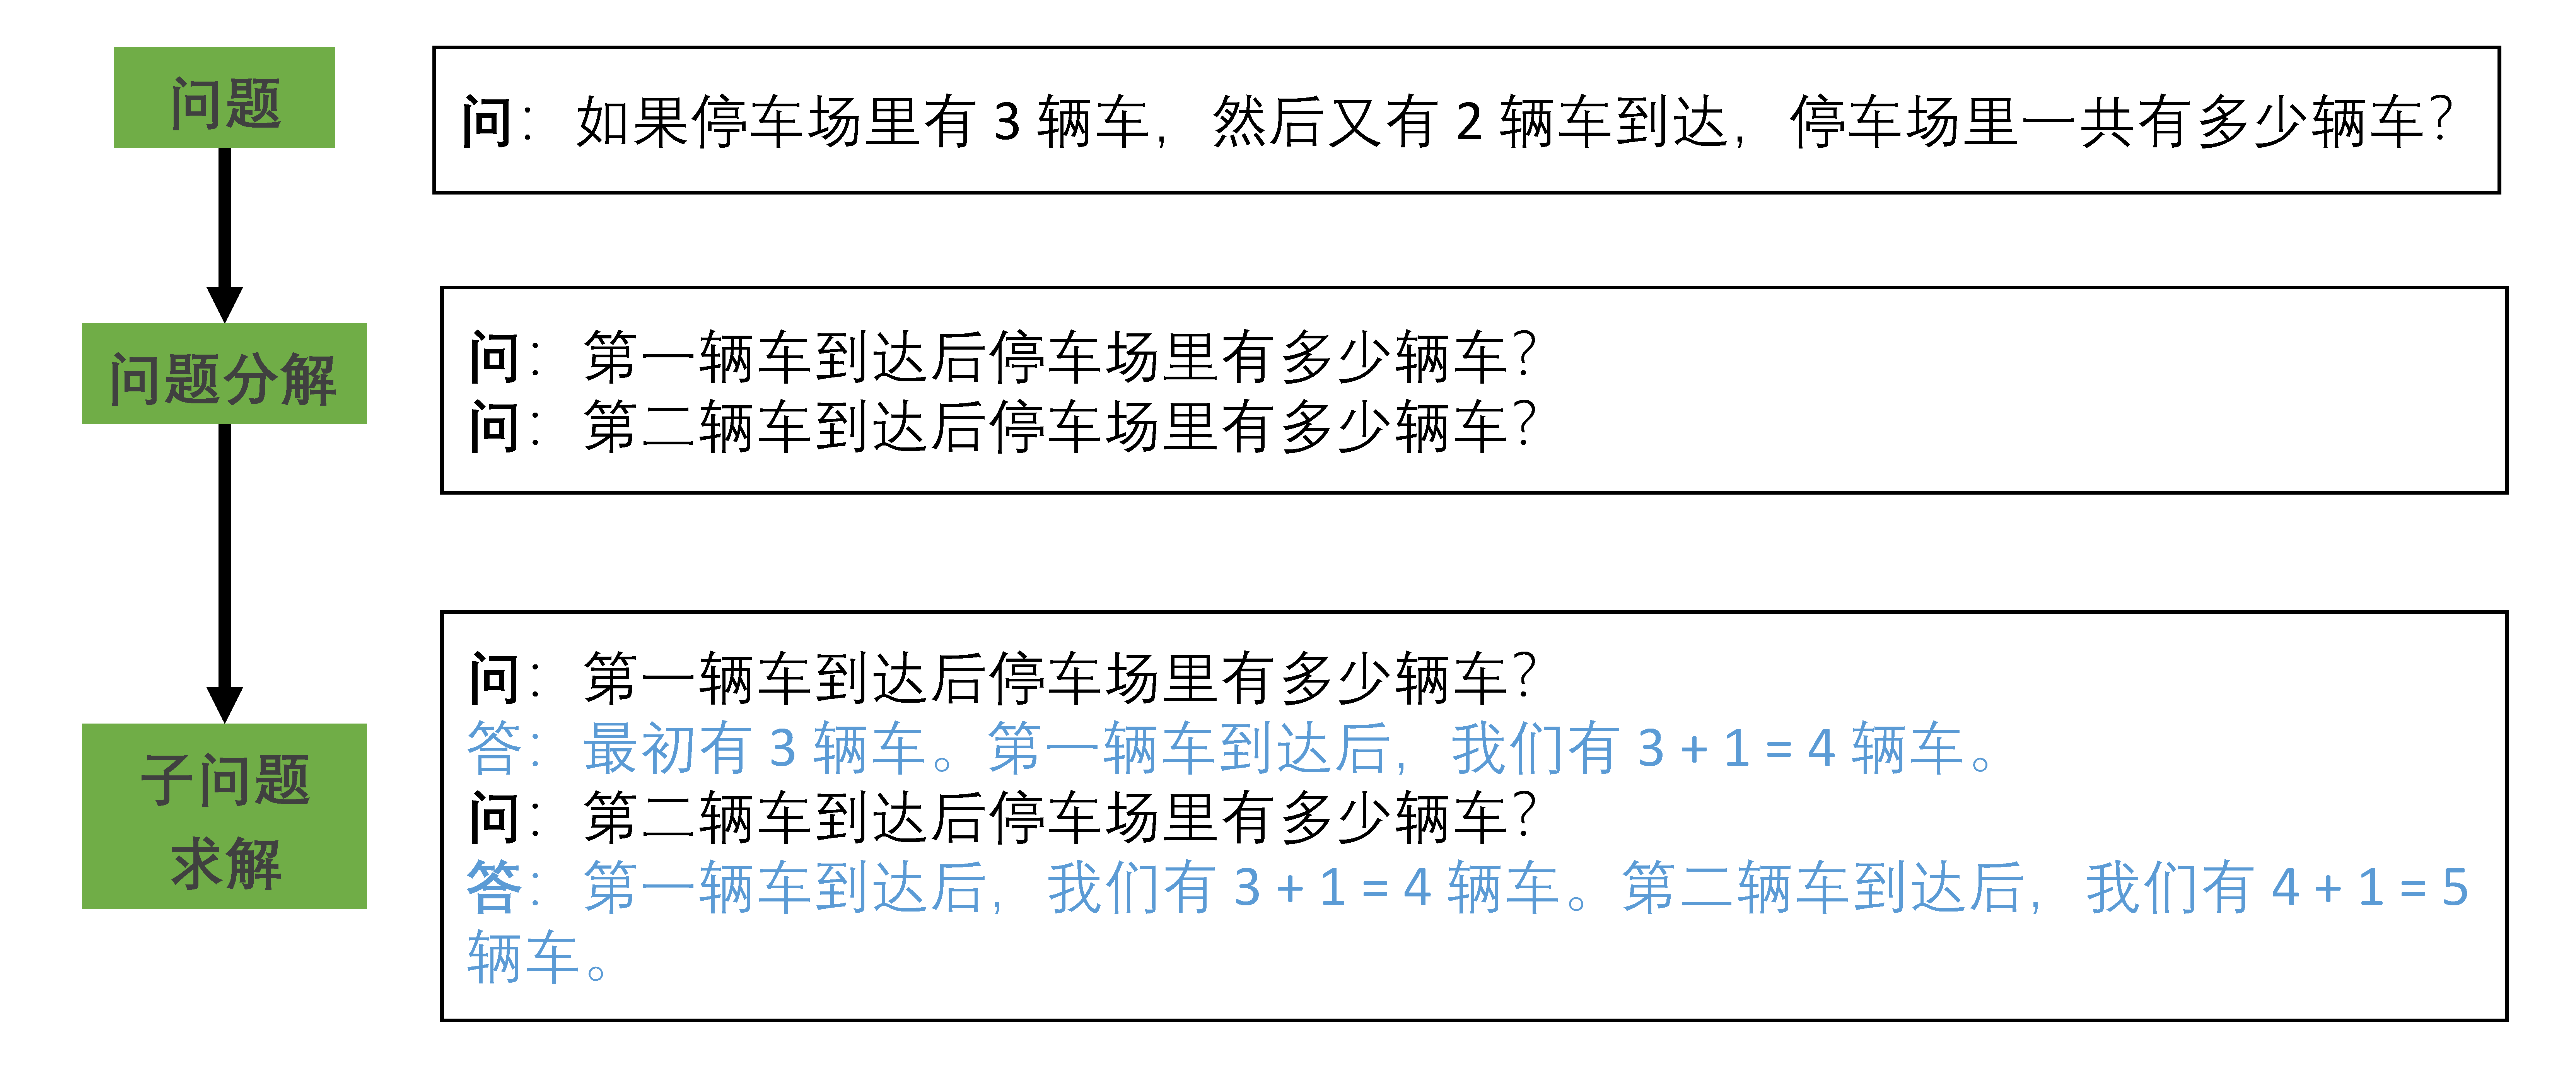 问题
问：如果停车场里有 3 辆车，然后又有 2 辆车到达，停车场里一共有多少辆车？
问题分解
问：第一辆车到达后停车场里有多少辆车？
问：第二辆车到达后停车场里有多少辆车？
子问题
求解
问：第一辆车到达后停车场里有多少辆车？
答：最初有 3 辆车。第一辆车到达后，我们有 3 + 1 = 4 辆车。
问：第二辆车到达后停车场里有多少辆车？
答：第一辆车到达后，我们有 3 + 1 = 4 辆车。第二辆车到达后，我们有 4 + 1 = 5
辆车。